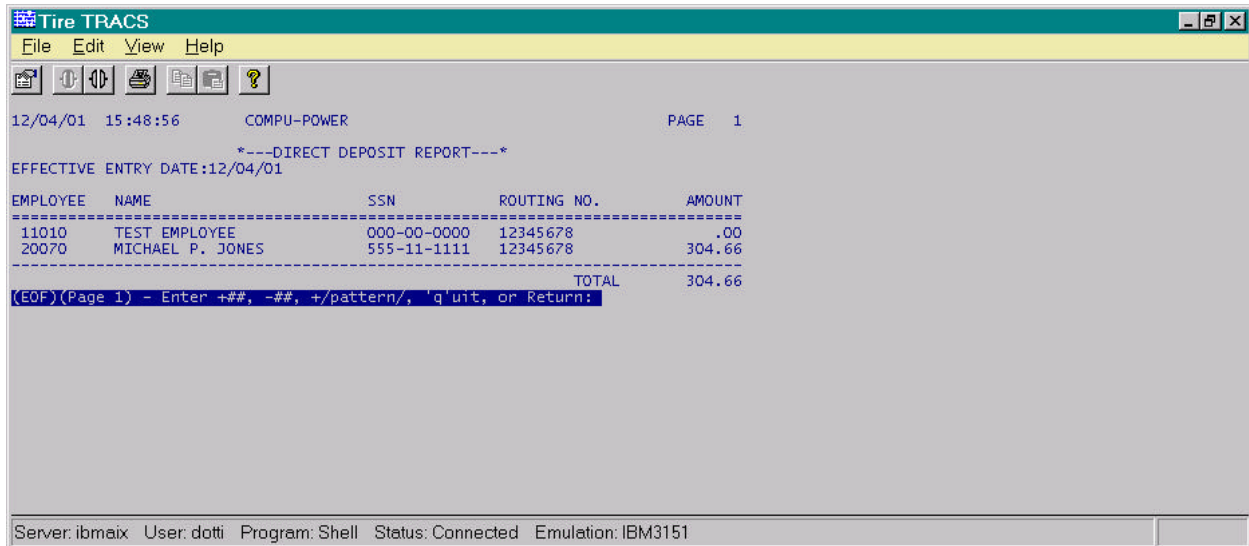 Tire TRACS
File Edit View Help
12/04/01 15:48:56 COMPU-POWER PAGE 1
*---DIRECT DEPOSIT REPORT---*
EFFECTIVE ENTRY DATE:12/04/01
EMPLOYEE NAME SSN ROUTING NO. AMOUNT
11010 TEST EMPLOYEE 000-00-0000 12345678 .00
20070 MICHAEL P. JONES 555-11-1111 12345678 304.66
TOTAL 304.66
(EOF)(Page 1) - Enter +##, -##, +/pattern/, 'q'uit, or Return:
Server: ibmaix User: dotti Program: Shell Status: Connected Emulation: IBM3151